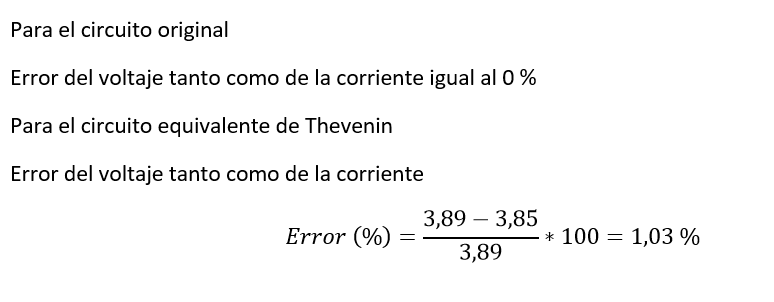 Para el circuito original
Error del voltaje tanto como de la corriente igual al 0 %
Para el circuito equivalente de Thevenin
Error del voltaje tanto como de la corriente
Error (%) = (3,89 − 3,85) / 3,89 ∗ 100 = 1,03 %